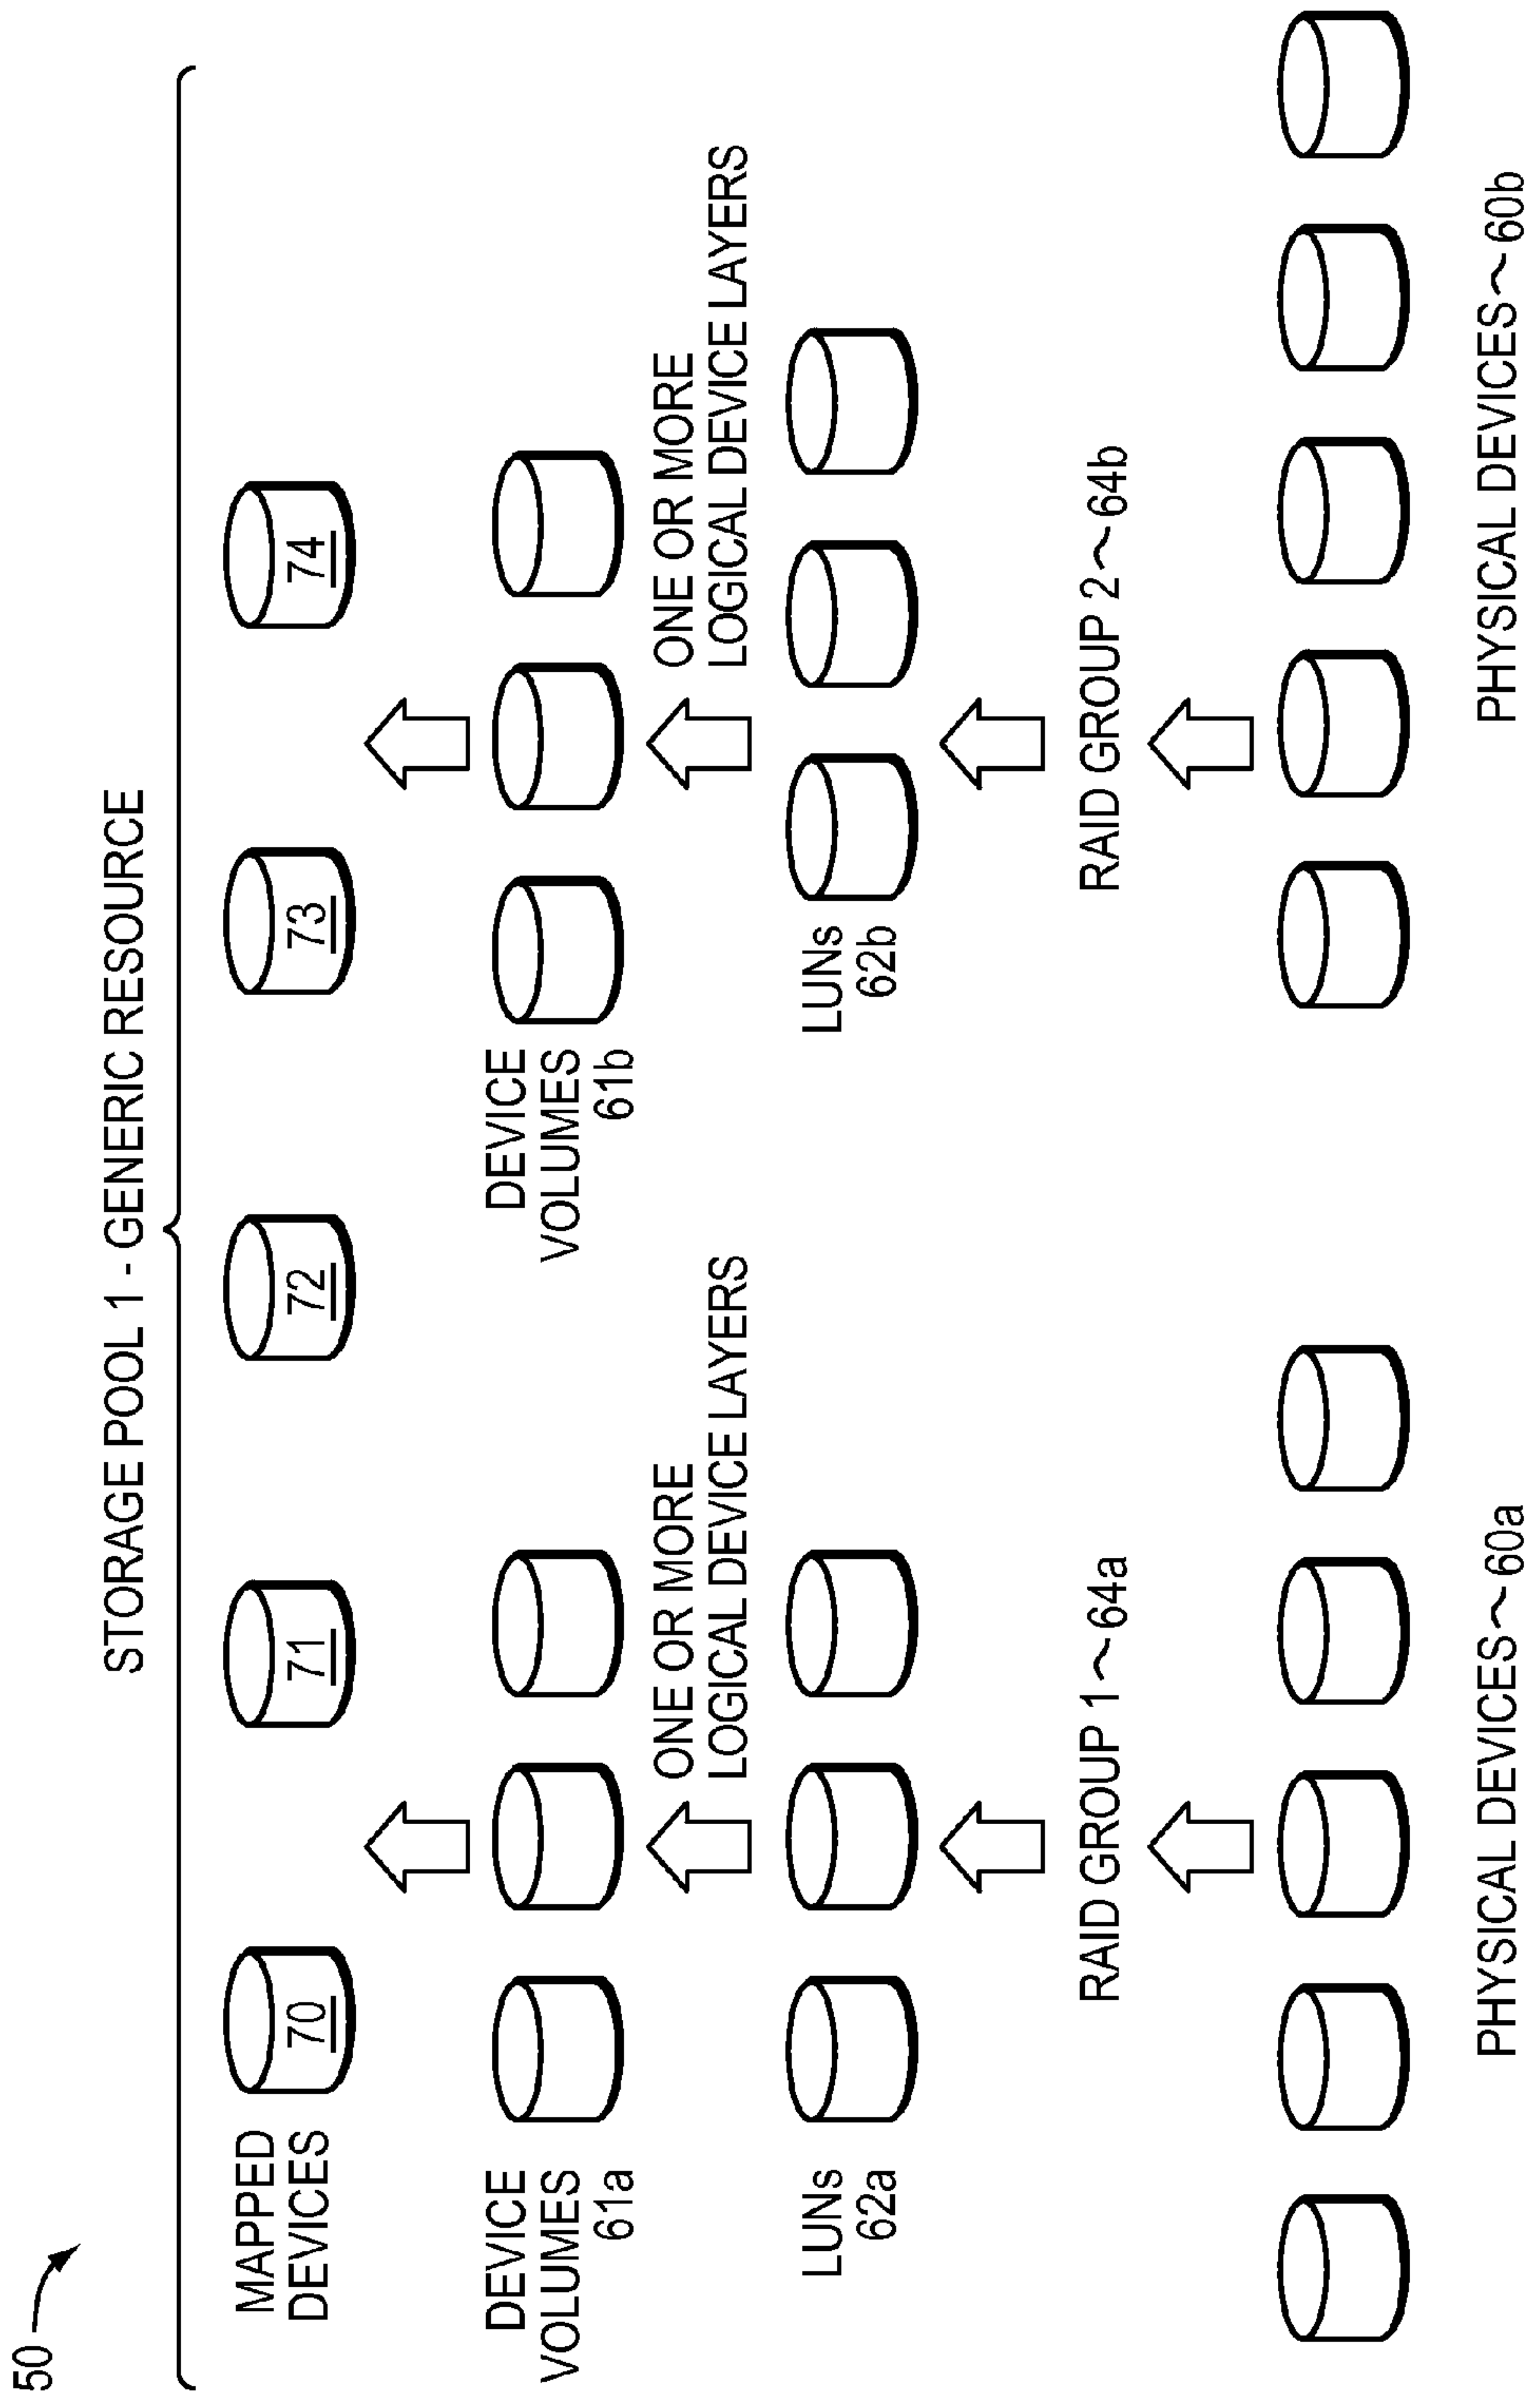 50
STORAGE POOL 1 - GENERIC RESOURCE
MAPPED
DEVICES
70
71
72
73
74
DEVICE
VOLUMES
61a
DEVICE
VOLUMES
61b
ONE OR MORE
LOGICAL DEVICE LAYERS
ONE OR MORE
LOGICAL DEVICE LAYERS
LUNs
62a
LUNs
62b
RAID GROUP 1~64a
RAID GROUP 2~64b
PHYSICAL DEVICES~60a
PHYSICAL DEVICES~60b